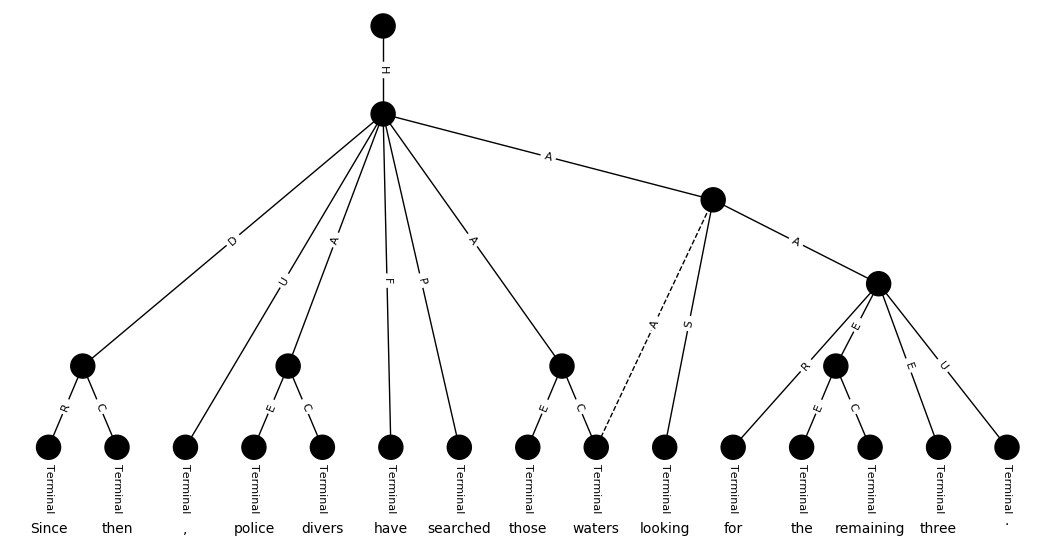 H
A
D
A
A
A
U
F
P
A
S
E
R
E
U
R
C
E
C
E
C
E
C
Terminal Terminal Terminal Terminal Terminal Terminal Terminal Terminal Terminal Terminal Terminal Terminal Terminal Terminal Terminal
Since then , police divers have searched those waters looking for the remaining three .